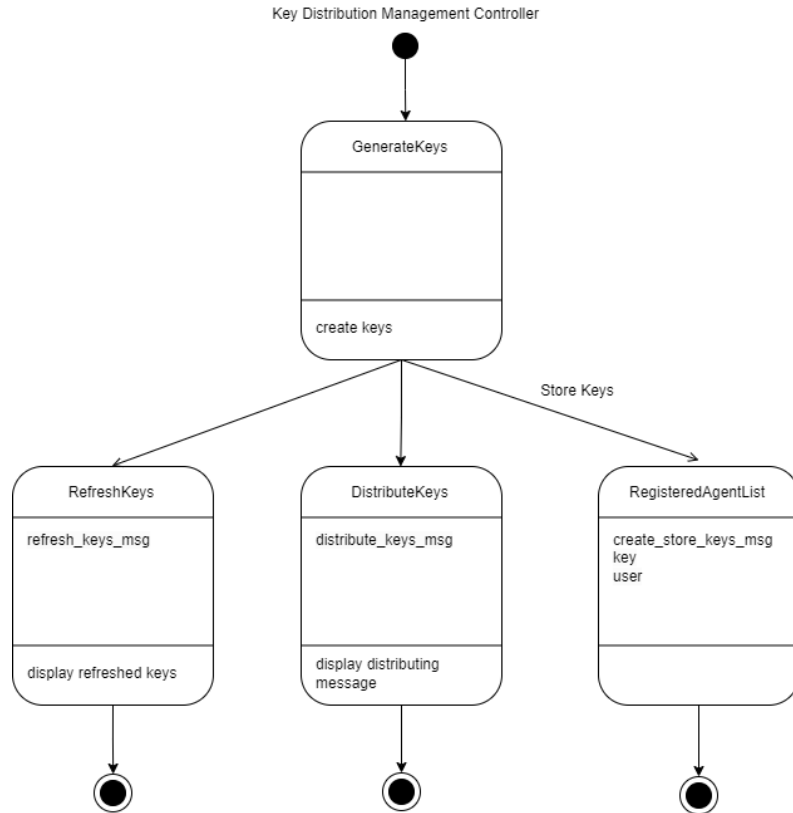 Key Distribution Management Controller
GenerateKeys
create keys
Store Keys
RefreshKeys
refresh_keys_msg
display refreshed keys
DistributeKeys
distribute_keys_msg
display distributing
message
RegisteredAgentList
create_store_keys_msg
key
user